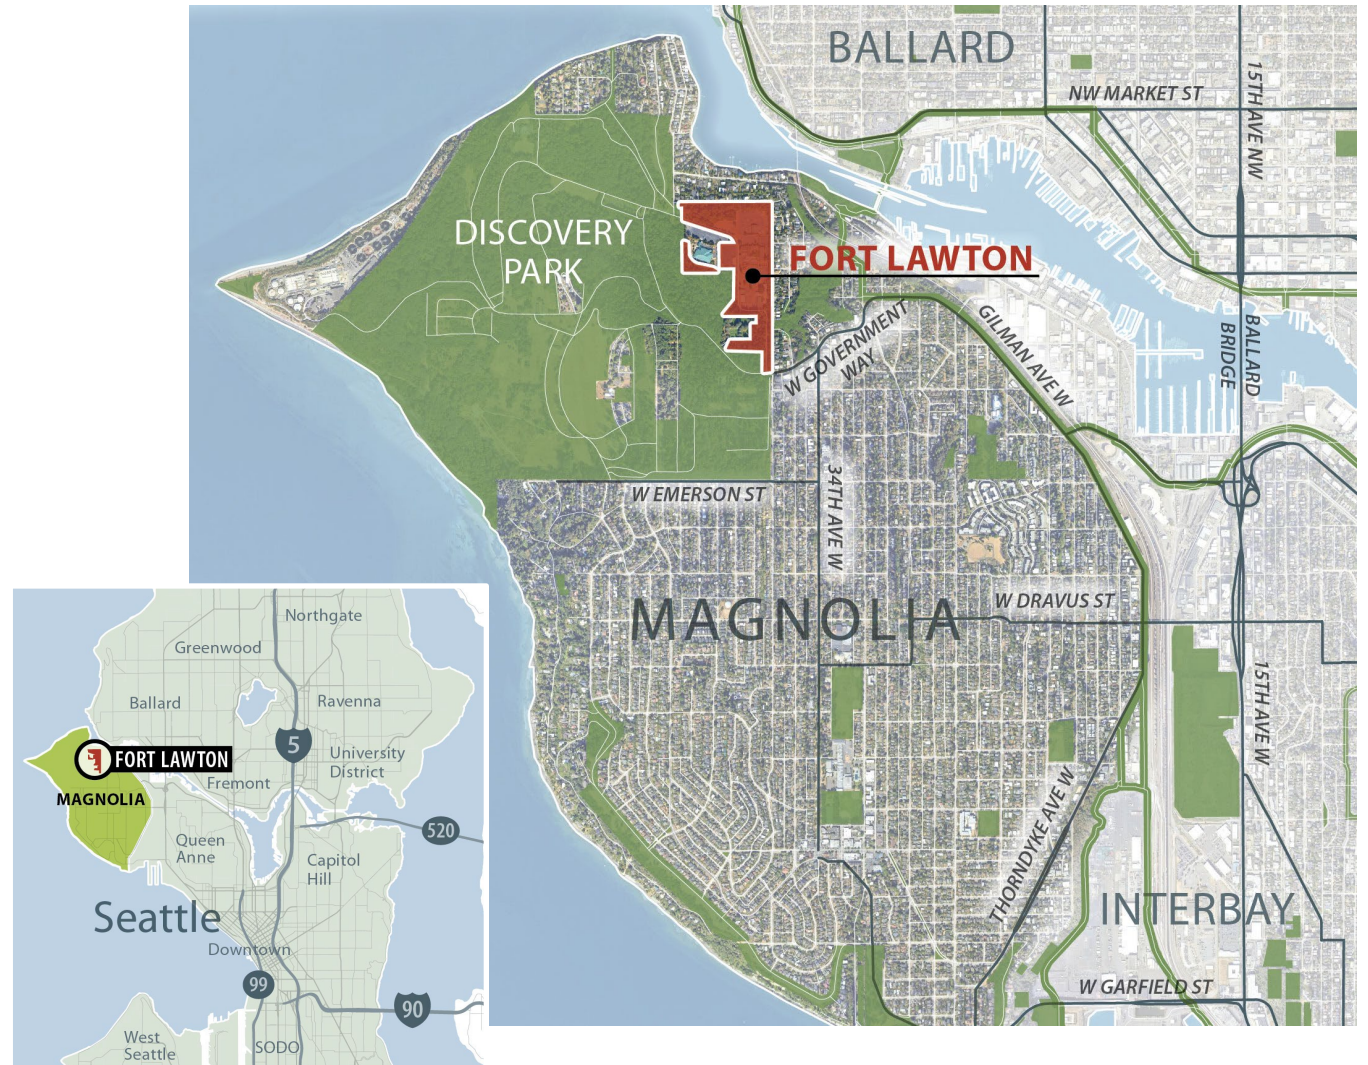 BALLARD
NW MARKET ST
15TH AVE NW
DISCOVERY
PARK
FORT LAWTON
W GOVERNMENT
WAY
GILMAN AVE W
BALLARD
BRIDGE
W EMERSON ST
34TH AVE W
MAGNOLIA
W DRAVUS ST
15TH AVE W
THORNDYKE AVE W
INTERBAY
W GARFIELD ST
Northgate
Greenwood
Ballard
Ravenna
5
FORT LAWTON
University
District
Fremont
MAGNOLIA
520
Queen
Anne
Capitol
Hill
Seattle
Downtown
99
90
West
Seattle
SODO